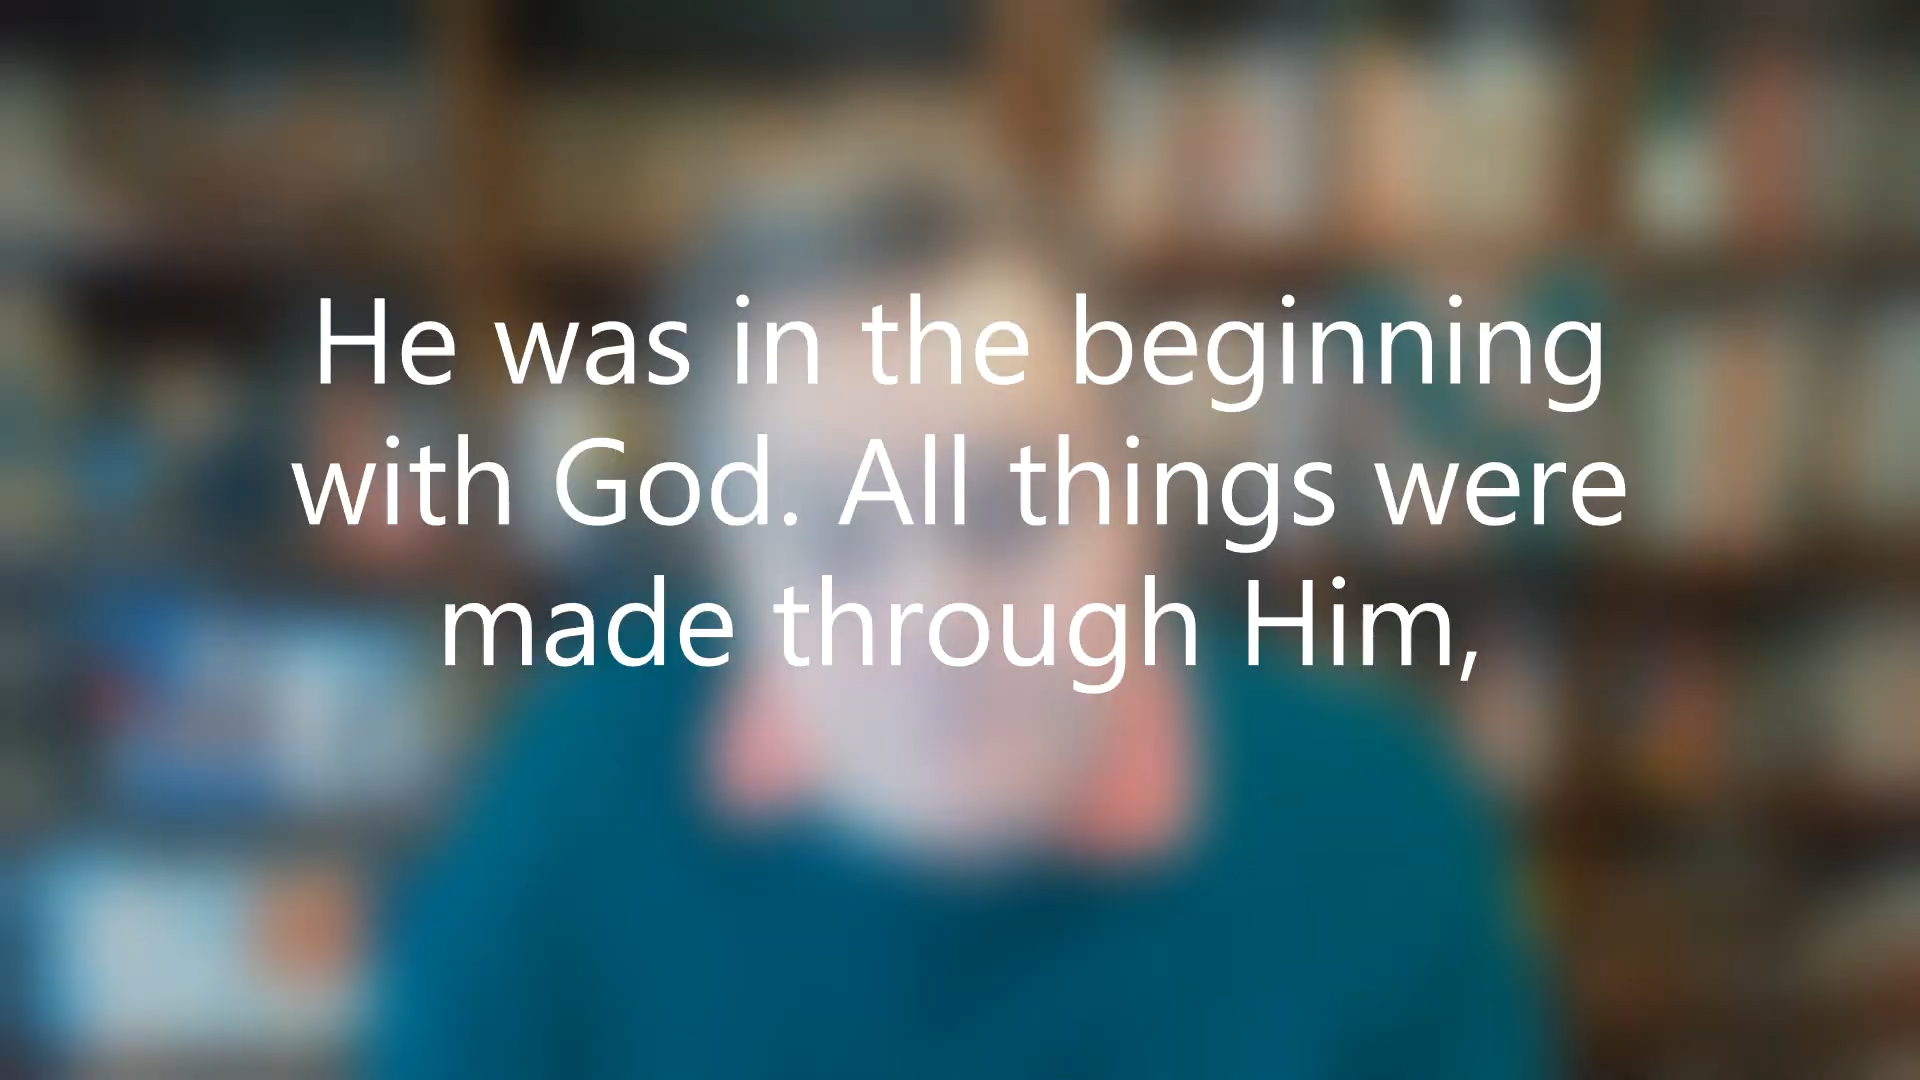 He was in the beginning
with God. All things were
made through Him,